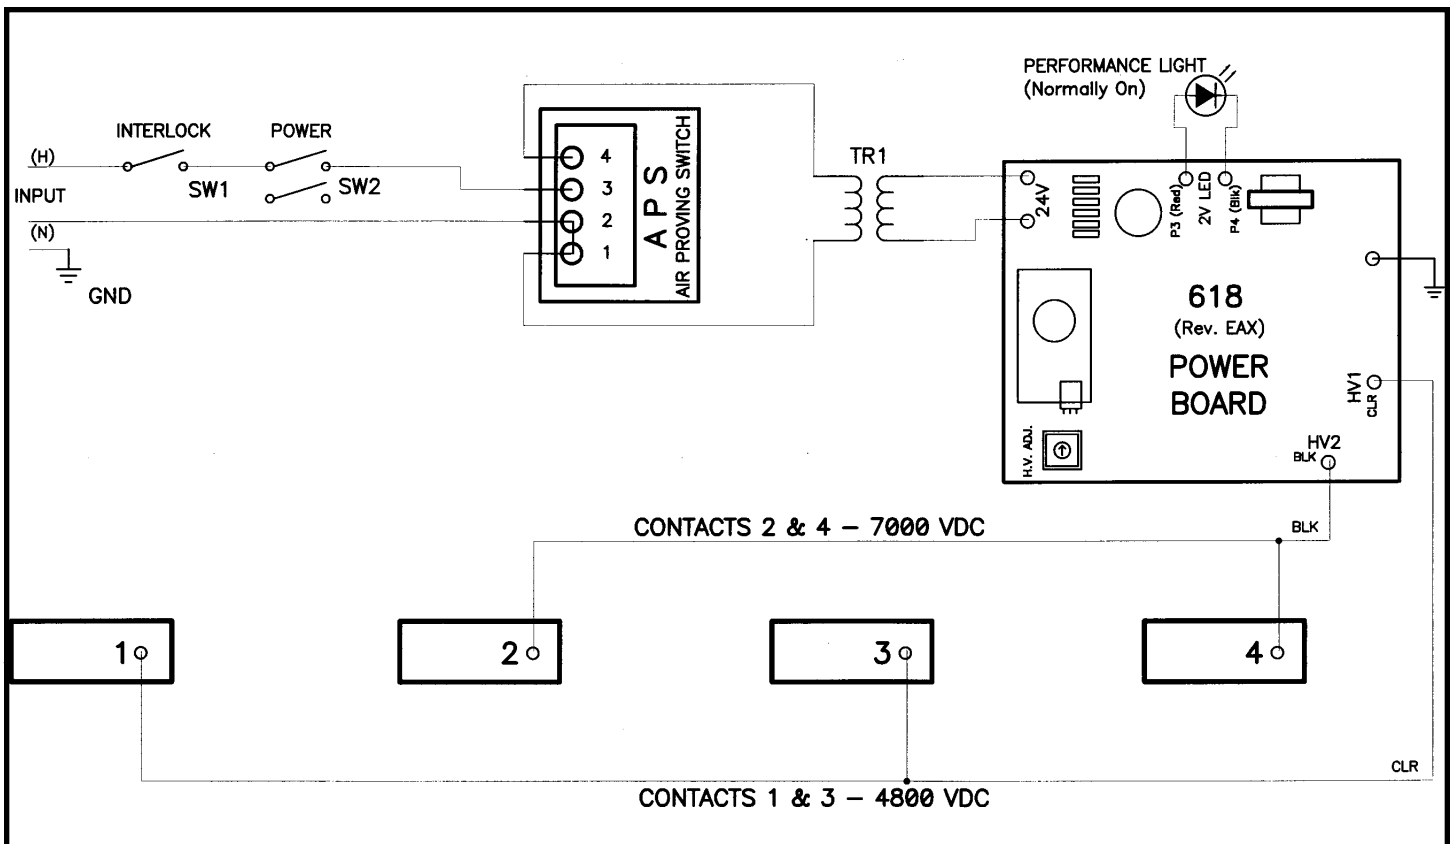 PERFORMANCE LIGHT
(Normally On)
INTERLOCK
POWER
(H)
SW1
SW2
INPUT
(N)
GND
4
3
2
1
APS
AIR PROVING SWITCH
TR1
24V
P3 (Red)
2V LED
P4 (Blk)
618
(Rev. EAX)
POWER
BOARD
HV1
CLR
H.V. ADJ.
HV2
BLK
CONTACTS 2 & 4 – 7000 VDC
BLK
1
2
3
4
CLR
CONTACTS 1 & 3 – 4800 VDC